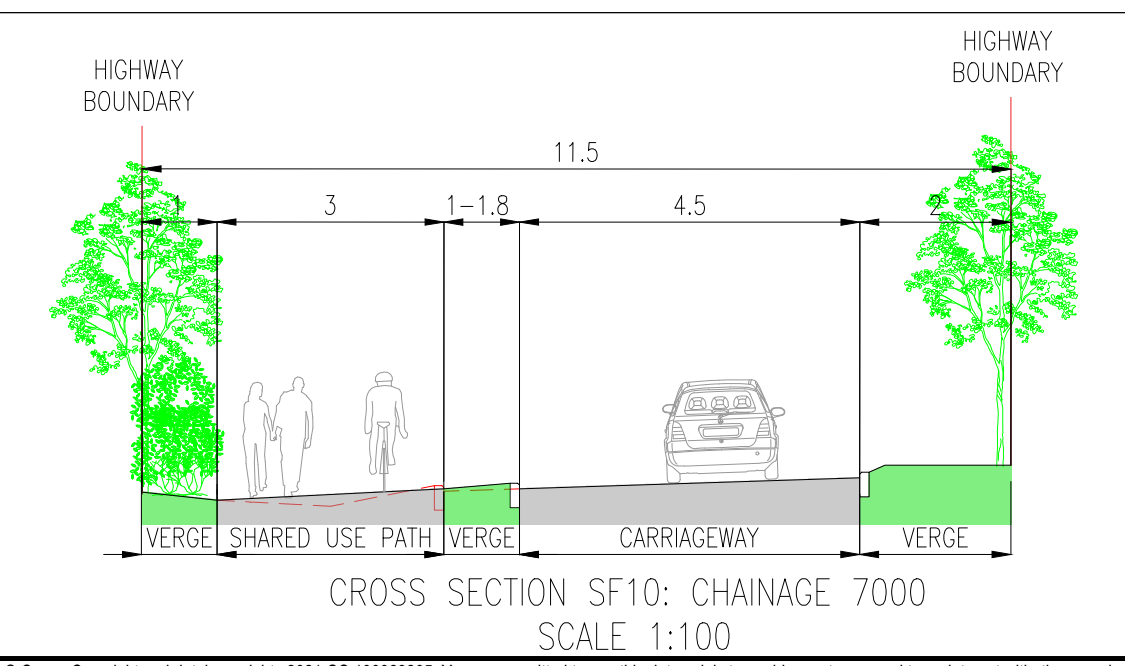 HIGHWAY
BOUNDARY
HIGHWAY
BOUNDARY
11.5
1
3
1-1.8
4.5
2
VERGE
SHARED USE PATH
VERGE
CARRIAGEWAY
VERGE
CROSS SECTION SF10: CHAINAGE 7000
SCALE 1:100